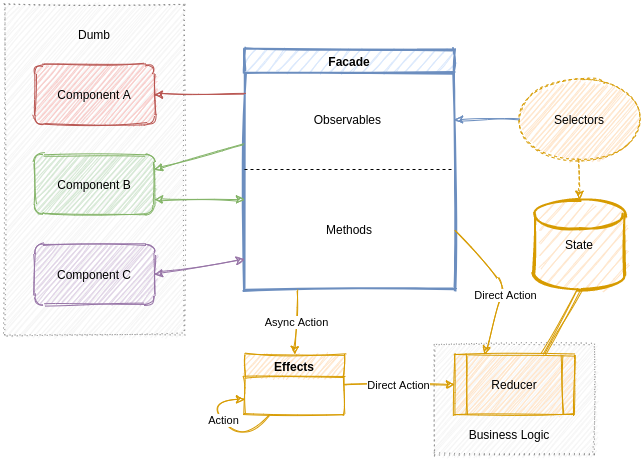 Dumb
Component A
Component B
Component C
Facade
Observables
Methods
Selectors
State
Direct Action
Async Action
Effects
Direct Action
Action
Reducer
Business Logic